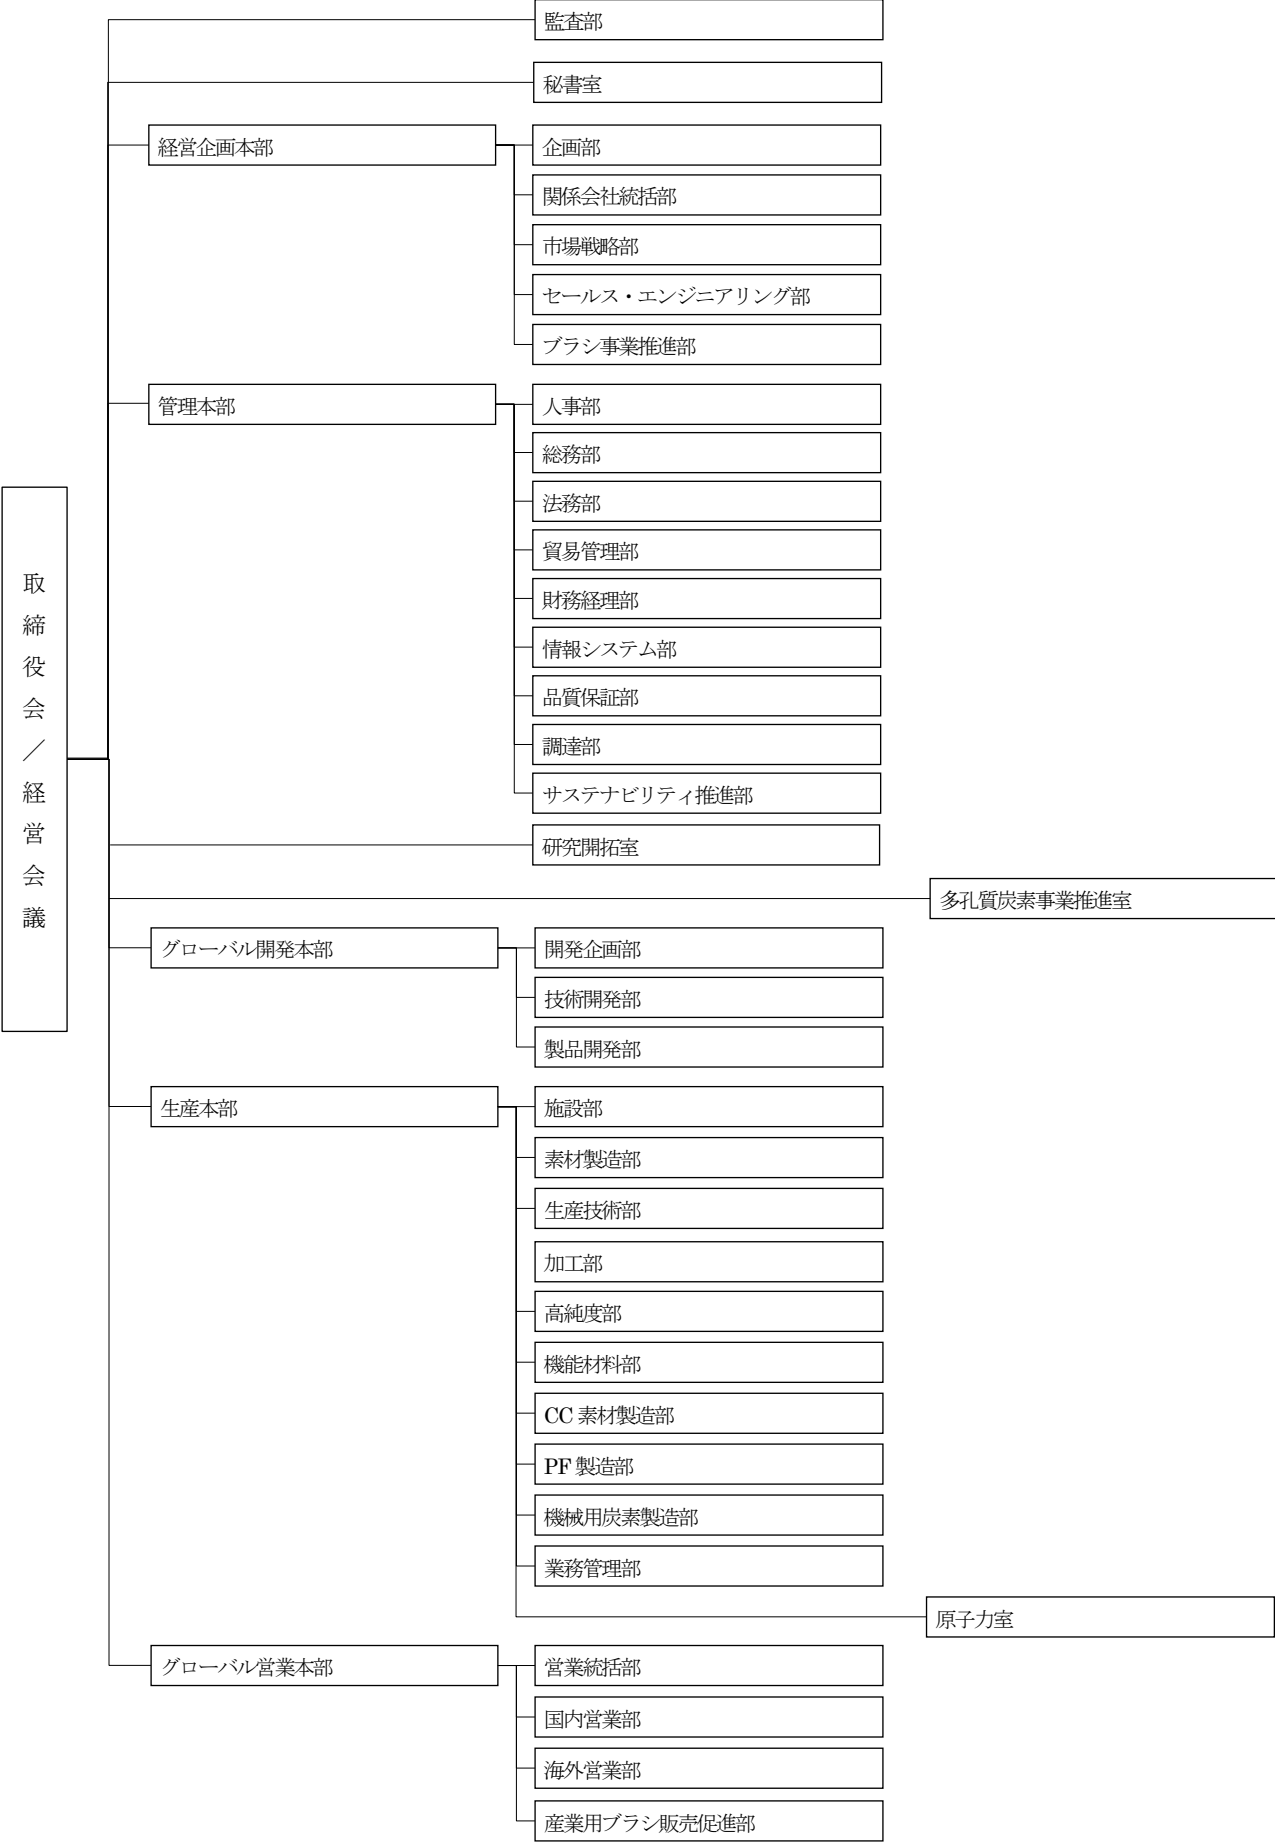 監査部
秘書室
経営企画本部
企画部
関係会社統括部
市場戦略部
セールス・エンジニアリング部
ブラシ事業推進部
管理本部
人事部
総務部
法務部
貿易管理部
財務経理部
情報システム部
品質保証部
調達部
サステナビリティ推進部
取締役会／経営会議
研究開拓室
多孔質炭素事業推進室
グローバル開発本部
開発企画部
技術開発部
製品開発部
生産本部
施設部
素材製造部
生産技術部
加工部
高純度部
機能材料部
CC 素材製造部
PF 製造部
機械用炭素製造部
業務管理部
原子力室
グローバル営業本部
営業統括部
国内営業部
海外営業部
産業用ブラシ販売促進部